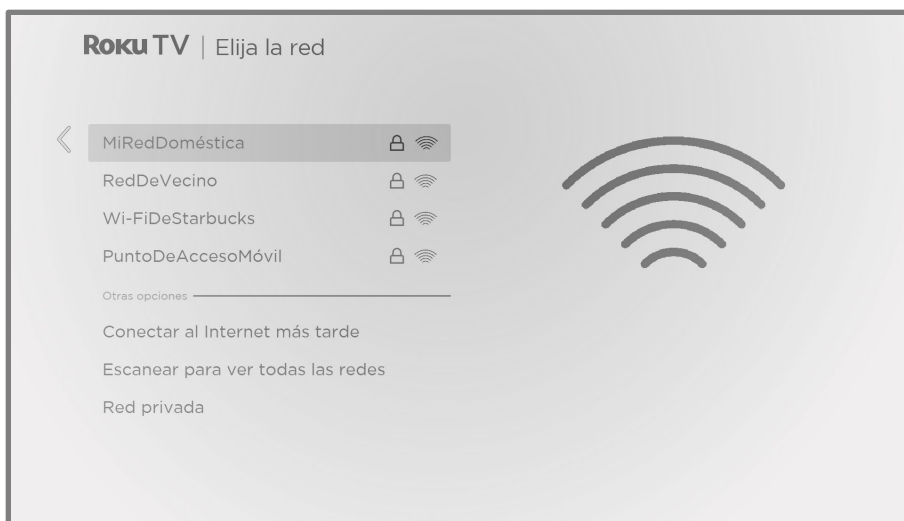 Roku TV | Elija la red
MiRedDoméstica
RedDeVecino
Wi-FiDeStarbucks
PuntoDeAccesoMóvil
Otras opciones
Conectar al Internet más tarde
Escanear para ver todas las redes
Red privada